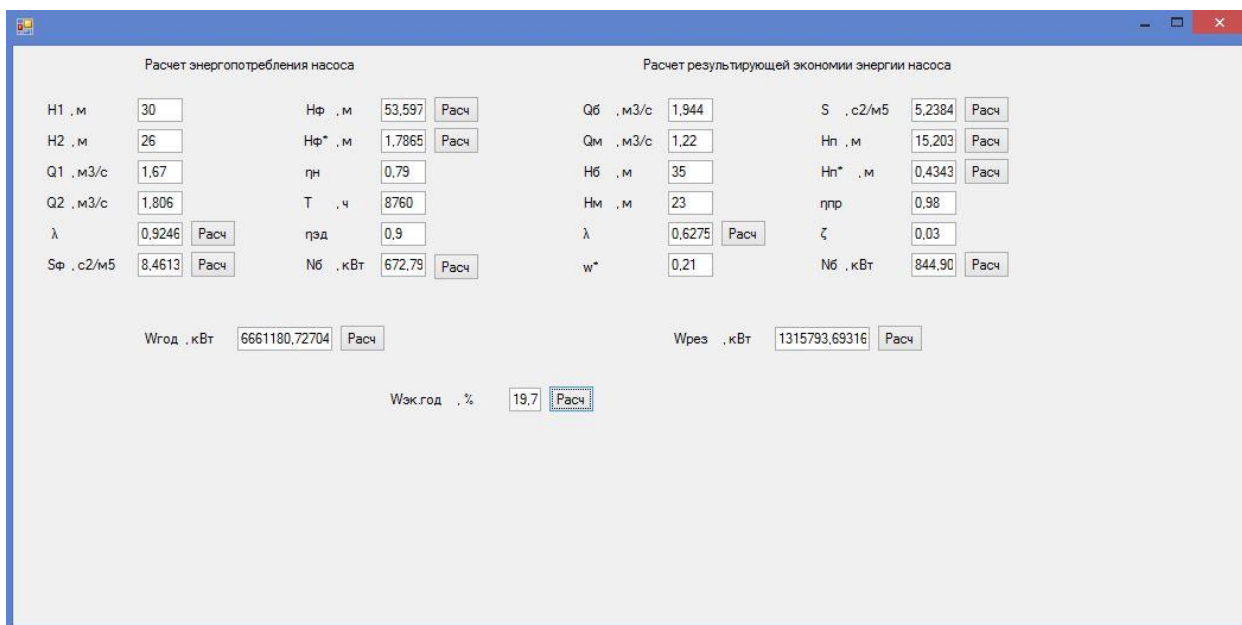 Расчет энергопотребления насоса Расчет результирующей экономии энергии насоса
H1 , м 30 Hф , м 53,597 Расч Qб , м3/с 1,944 S , с2/м5 5,2384 Расч
H2 , м 26 Hф* , м 1,7865 Расч Qм , м3/с 1,22 Hп , м 15,203 Расч
Q1 , м3/с 1,67 ηн 0,79 Hб , м 35 Hп* , м 0,4343 Расч
Q2 , м3/с 1,806 T , ч 8760 Hм , м 23 ηпр 0,98
λ 0,9246 Расч ηэд 0,9 λ 0,6275 Расч ζ 0,03
Sф , с2/м5 8,4613 Расч Nб , кВт 672,79 Расч w* 0,21 Nб , кВт 844,90 Расч
Wгод , кВт 6661180,72704 Расч Wрез , кВт 1315793,69316 Расч
Wэк.год , % 19,7 Расч